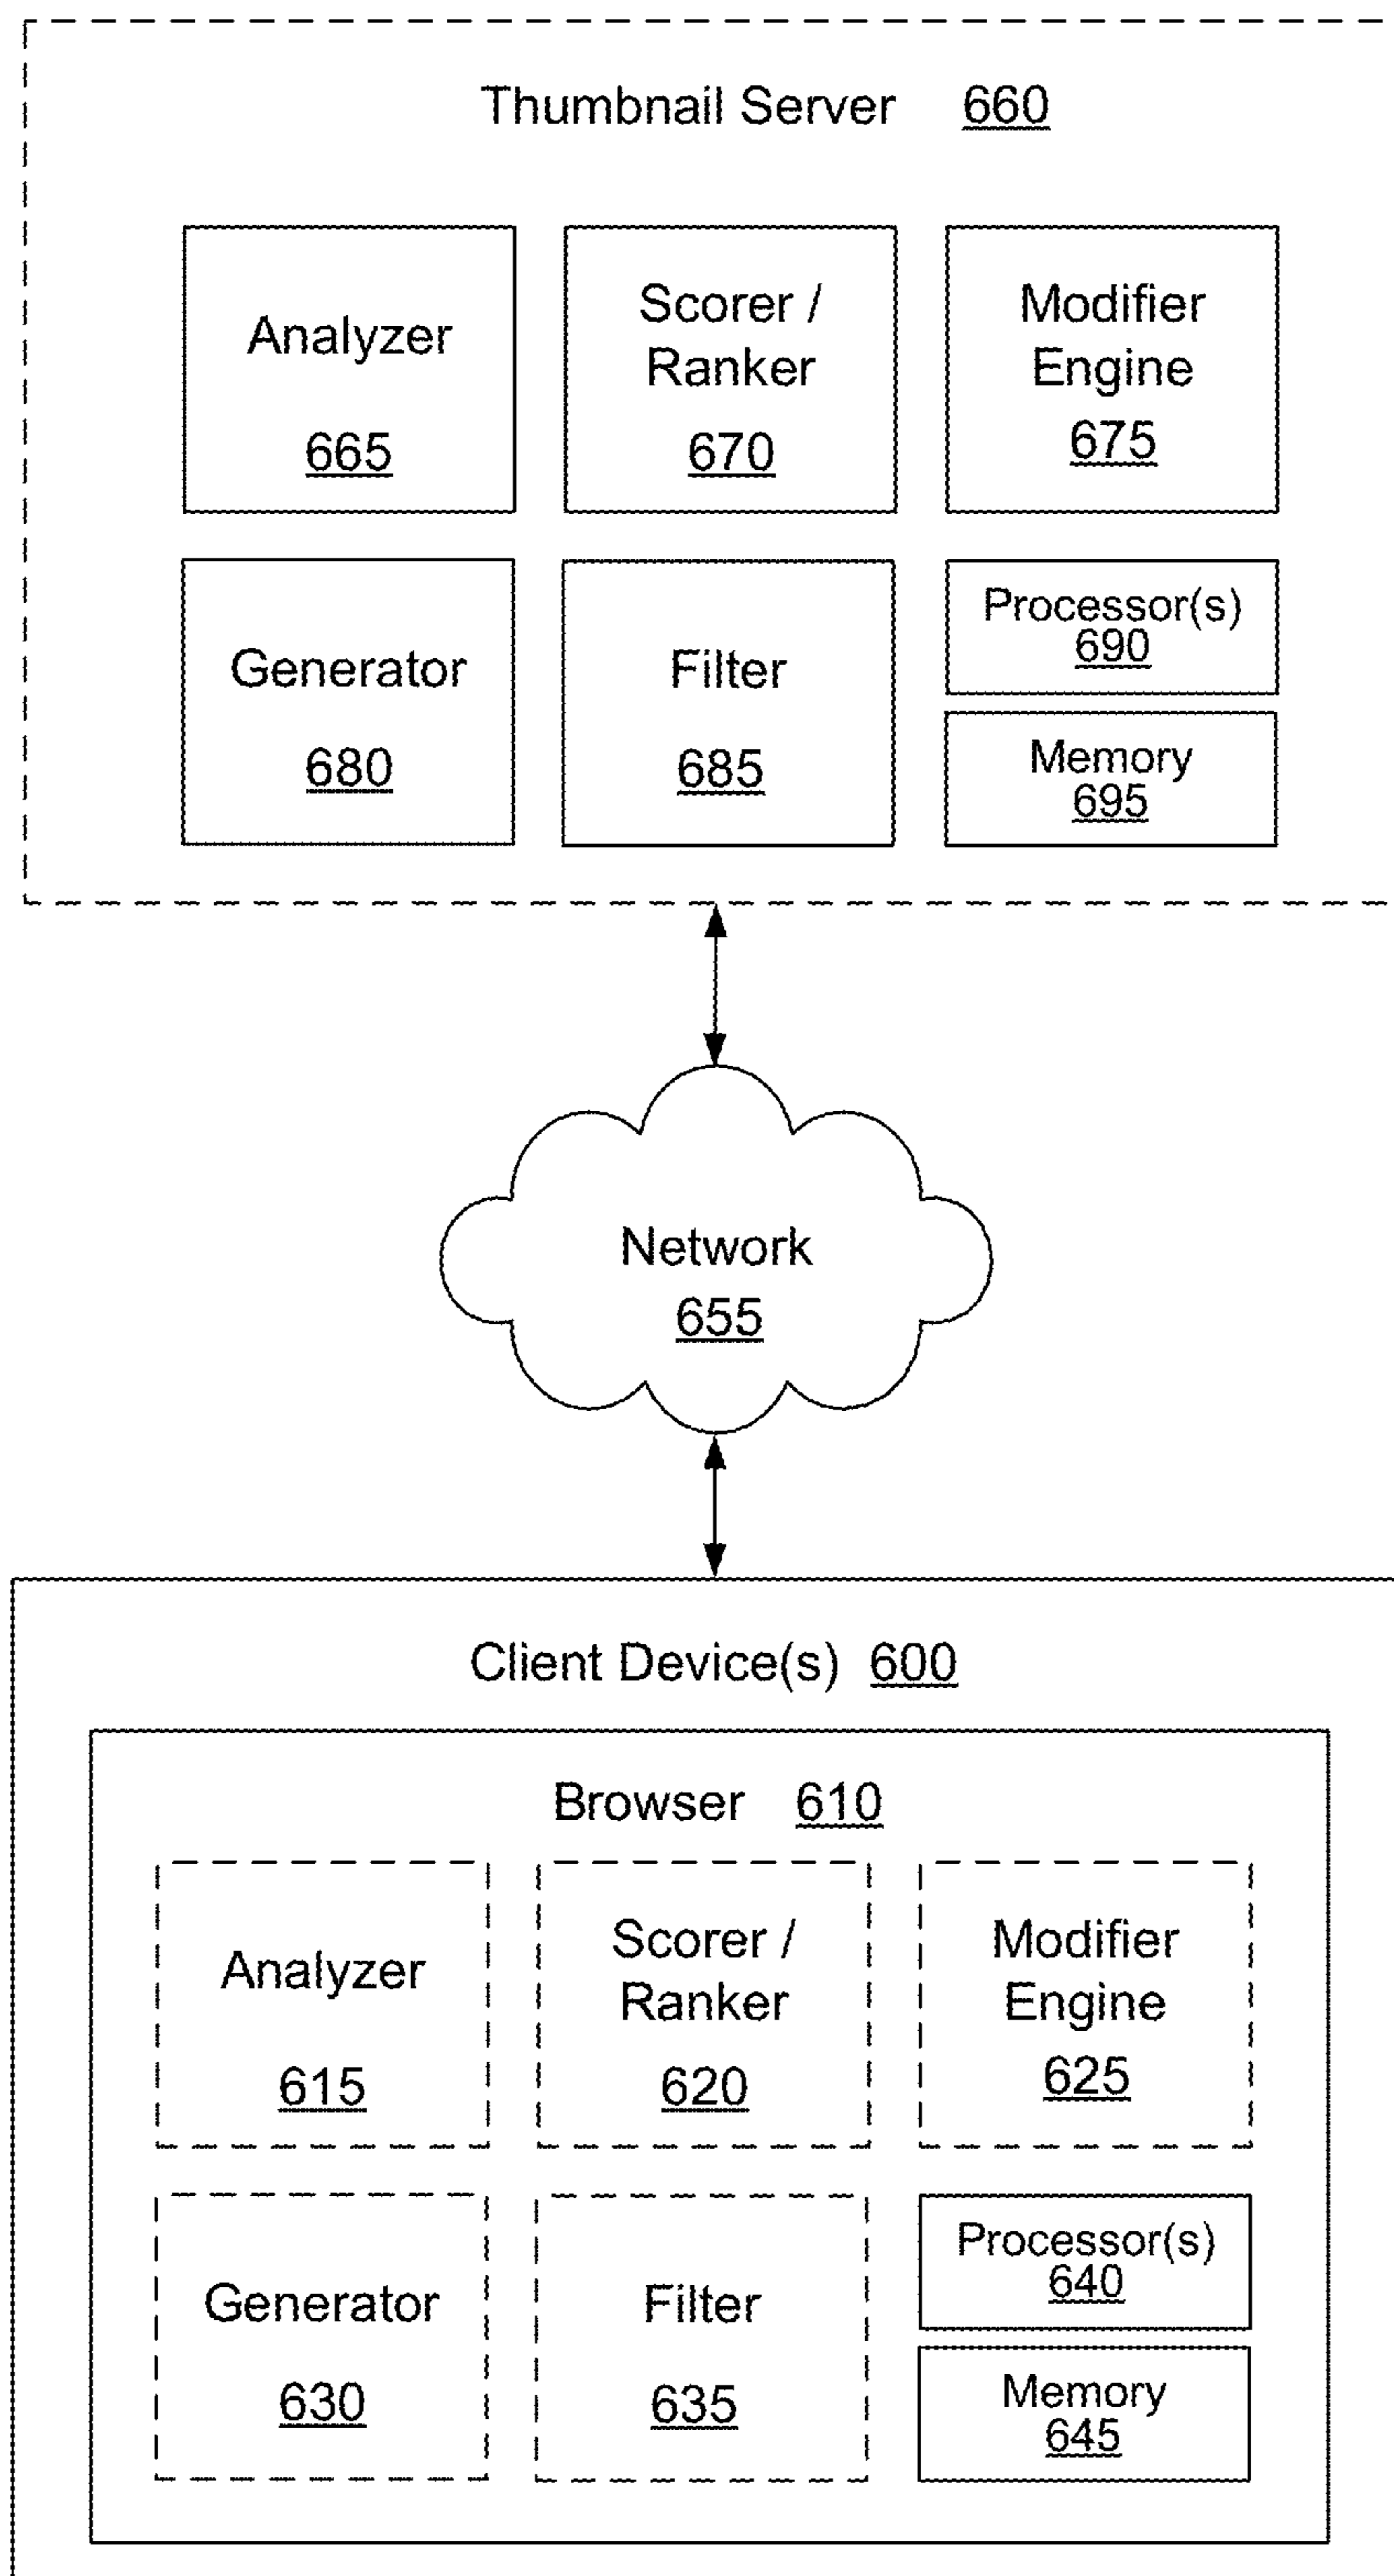 Thumbnail Server 660
Analyzer
665
Scorer /
Ranker
670
Modifier
Engine
675
Generator
680
Filter
685
Processor(s)
690
Memory
695
Network
655
Client Device(s) 600
Browser 610
Analyzer
615
Scorer /
Ranker
620
Modifier
Engine
625
Generator
630
Filter
635
Processor(s)
640
Memory
645